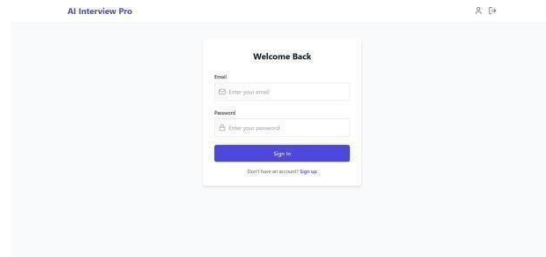 AI Interview Pro
Welcome Back
Email
Enter your email
Password
Enter your password
Sign In
Don't have an account? Sign up